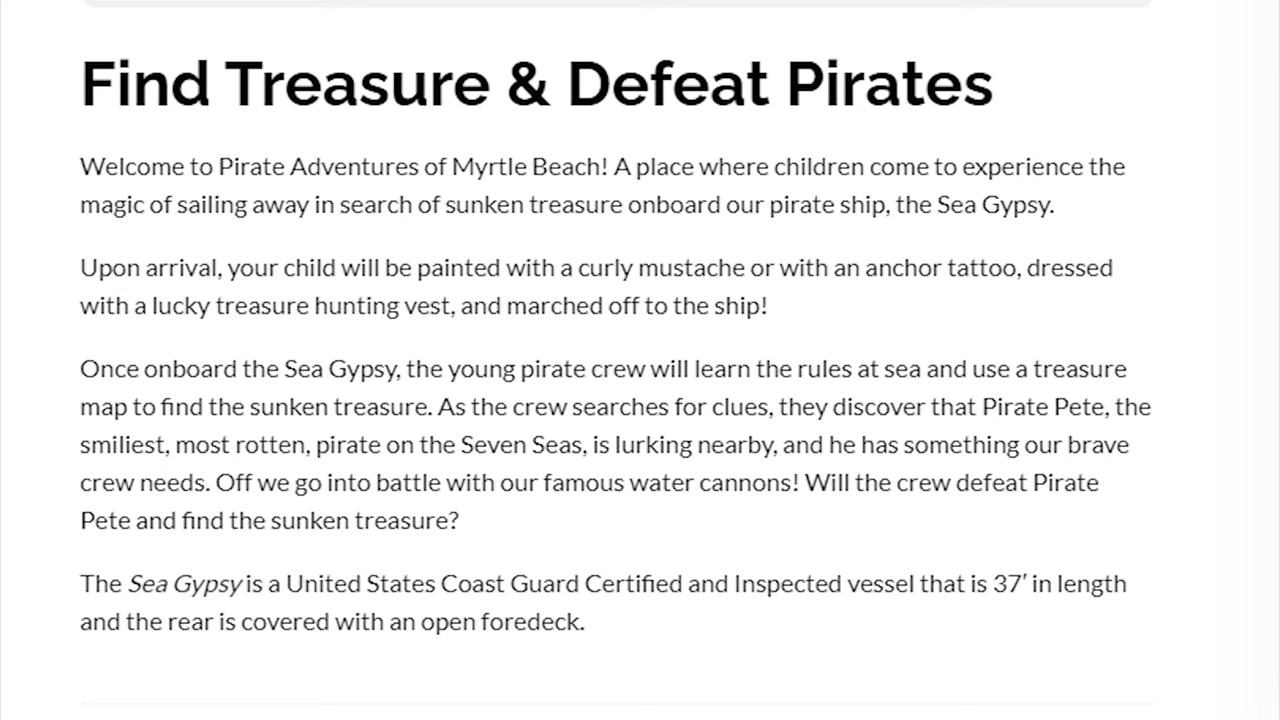 Find Treasure & Defeat Pirates
Welcome to Pirate Adventures of Myrtle Beach! A place where children come to experience the
magic of sailing away in search of sunken treasure onboard our pirate ship, the Sea Gypsy.
Upon arrival, your child will be painted with a curly mustache or with an anchor tattoo, dressed
with a lucky treasure hunting vest, and marched off to the ship!
Once onboard the Sea Gypsy, the young pirate crew will learn the rules at sea and use a treasure
map to find the sunken treasure. As the crew searches for clues, they discover that Pirate Pete, the
smiliest, most rotten, pirate on the Seven Seas, is lurking nearby, and he has something our brave
crew needs. Off we go into battle with our famous water cannons! Will the crew defeat Pirate
Pete and find the sunken treasure?
The Sea Gypsy is a United States Coast Guard Certified and Inspected vessel that is 37′ in length
and the rear is covered with an open foredeck.